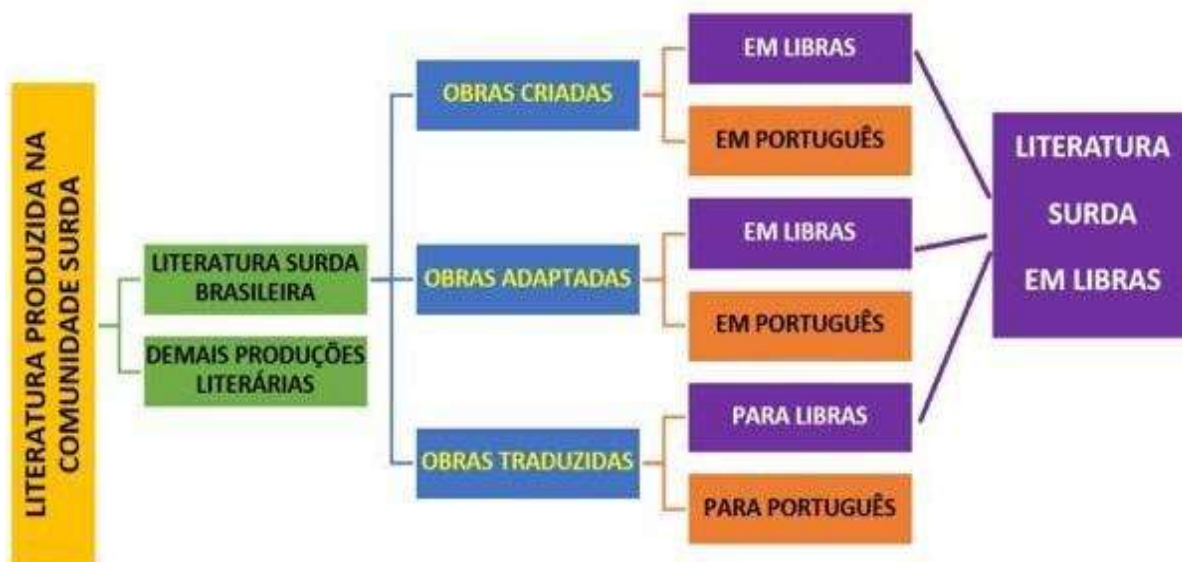 LITERATURA PRODUZIDA NA
COMUNIDADE SURDA
LITERATURA SURDA
BRASILEIRA
DEMAIS PRODUÇÕES
LITERÁRIAS
OBRAS CRIADAS
EM LIBRAS
EM PORTUGUÊS
OBRAS ADAPTADAS
EM LIBRAS
EM PORTUGUÊS
OBRAS TRADUZIDAS
PARA LIBRAS
PARA PORTUGUÊS
LITERATURA
SURDA
EM LIBRAS